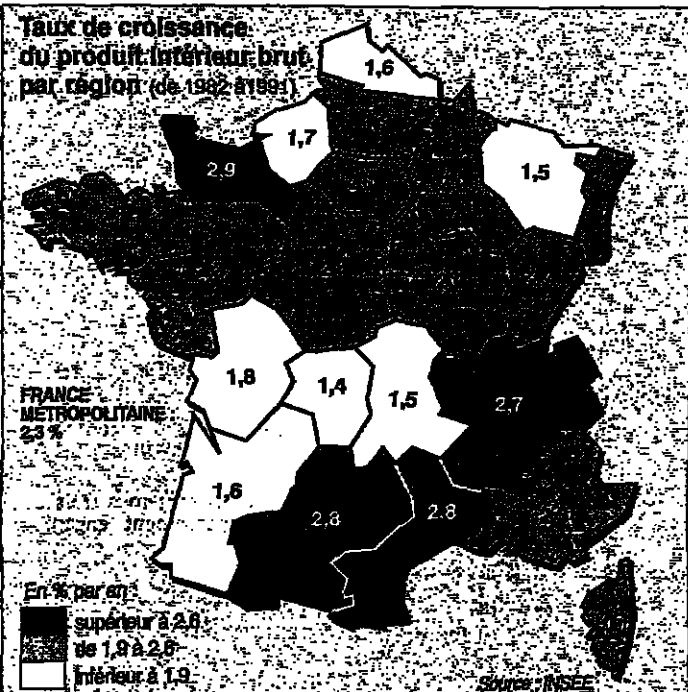 Taux de croissance
du produit intérieur brut
par région (de 1982 à 1991)
1,6
1,7
2,9
1,5
1,8
1,4
1,5
2,7
FRANCE
MÉTROPOLITAINE
2,3 %
1,6
2,8
2,8
En % par an
supérieur à 2,6
de 1,9 à 2,6
inférieur à 1,9
Source : INSEE